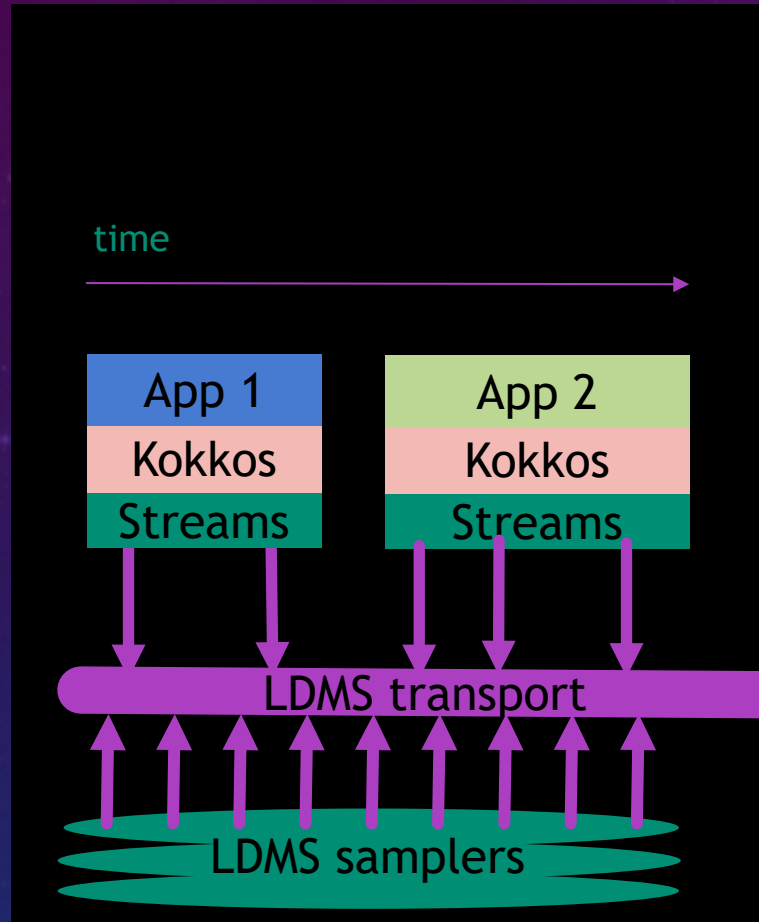 time
App 1
Kokkos
Streams
App 2
Kokkos
Streams
LDMS transport
LDMS samplers